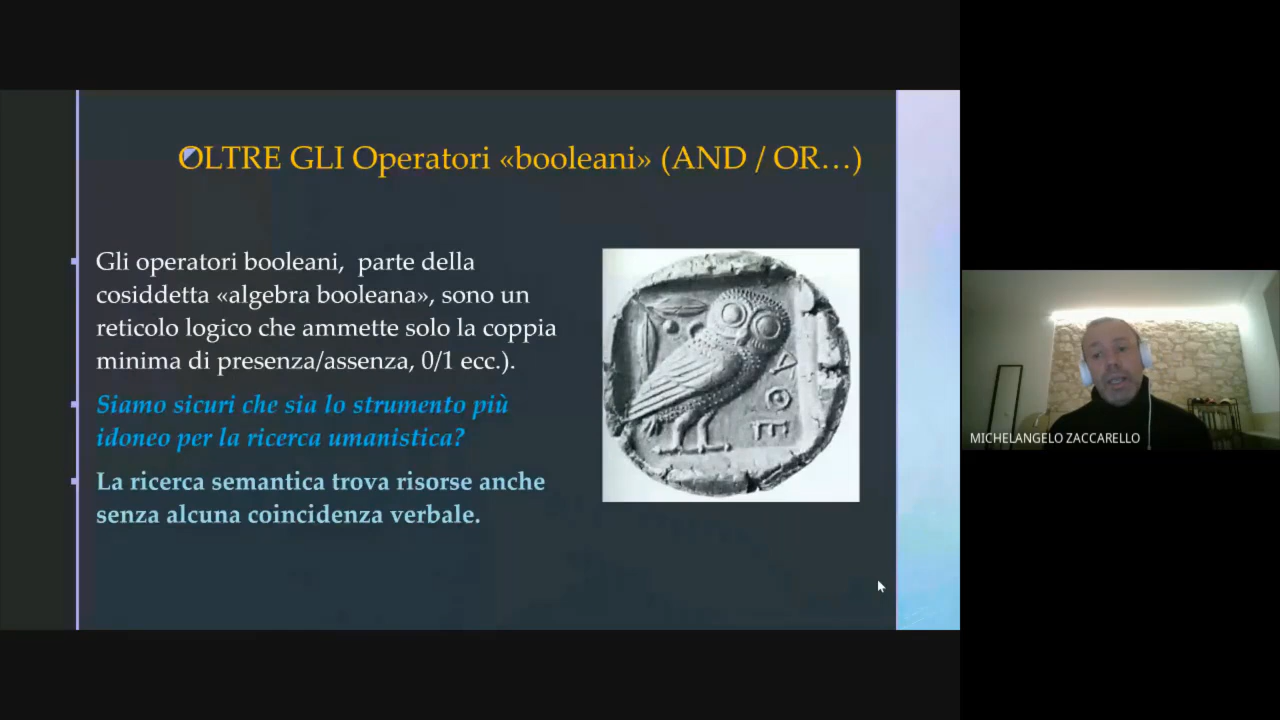 OLTRE GLI Operatori «booleani» (AND / OR…)
Gli operatori booleani, parte della
cosiddetta «algebra booleana», sono un
reticolo logico che ammette solo la coppia
minima di presenza/assenza, 0/1 ecc.).
Siamo sicuri che sia lo strumento più
idoneo per la ricerca umanistica?
La ricerca semantica trova risorse anche
senza alcuna coincidenza verbale.
ΑΘΕ
MICHELANGELO ZACCARELLO